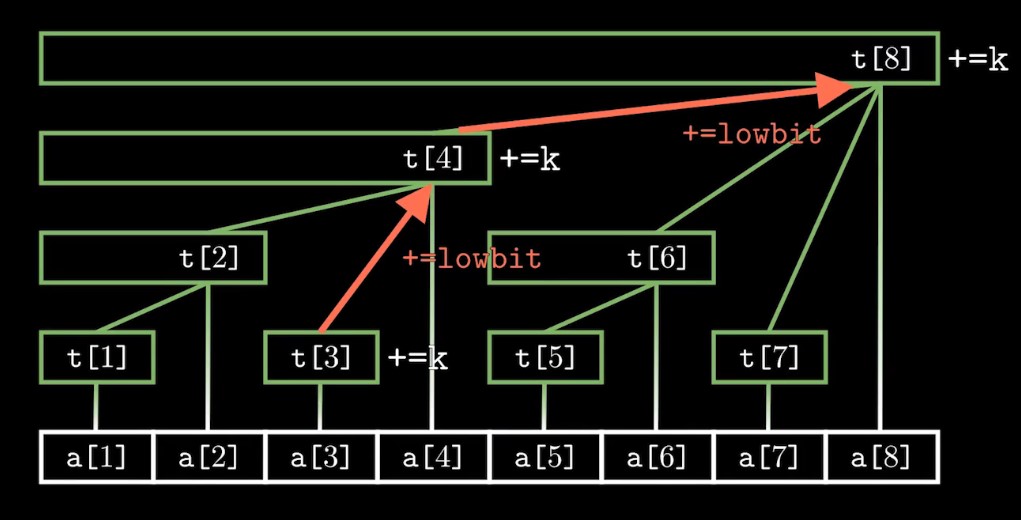 t[8] +=k
+=lowbit
t[4] +=k
t[2] +=lowbit t[6]
t[1] t[3] +=k t[5] t[7]
a[1] a[2] a[3] a[4] a[5] a[6] a[7] a[8]